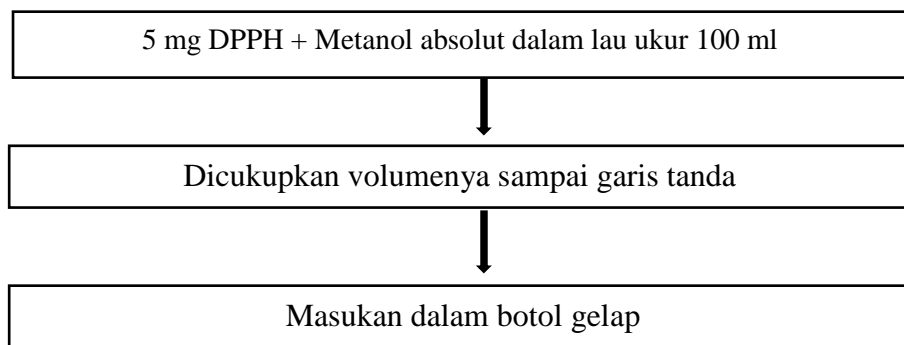 5 mg DPPH + Metanol absolut dalam lau ukur 100 ml
Dicukupkan volumenya sampai garis tanda
Masukan dalam botol gelap